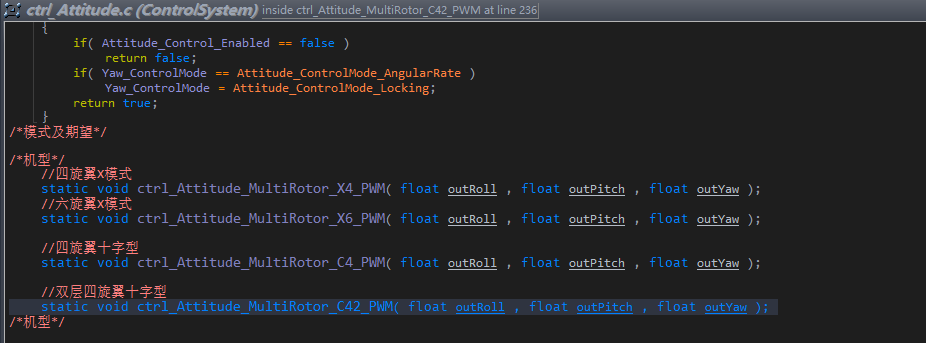 ctrl_Attitude.c (ControlSystem) inside ctrl_Attitude_MultiRotor_C42_PWM at line 236
{
if( Attitude_Control_Enabled == false )
return false;
if( Yaw_ControlMode == Attitude_ControlMode_AngularRate )
Yaw_ControlMode = Attitude_ControlMode_Locking;
return true;
}
/*模式及期望*/
/*机型*/
//四旋翼x模式
static void ctrl_Attitude_MultiRotor_X4_PWM( float outRoll , float outPitch , float outYaw );
//六旋翼x模式
static void ctrl_Attitude_MultiRotor_X6_PWM( float outRoll , float outPitch , float outYaw );
//四旋翼十字型
static void ctrl_Attitude_MultiRotor_C4_PWM( float outRoll , float outPitch , float outYaw );
//双层四旋翼十字型
static void ctrl_Attitude_MultiRotor_C42_PWM( float outRoll , float outPitch , float outYaw );
/*机型*/